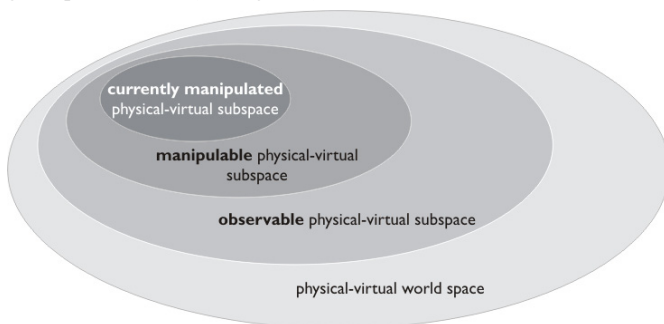 currently manipulated
physical-virtual subspace
manipulable physical-virtual
subspace
observable physical-virtual subspace
physical-virtual world space